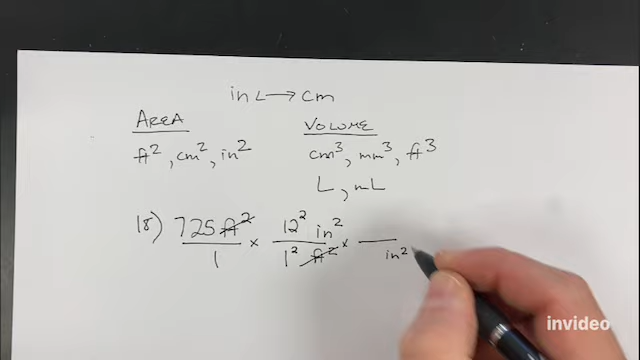 in L → cm
AREA
ft², cm², in²
VOLUME
cm³, mm³, ft³
L, mL
18) 725 ft² / 1 × 12² in² / 1² ft² × — / in²
invideo